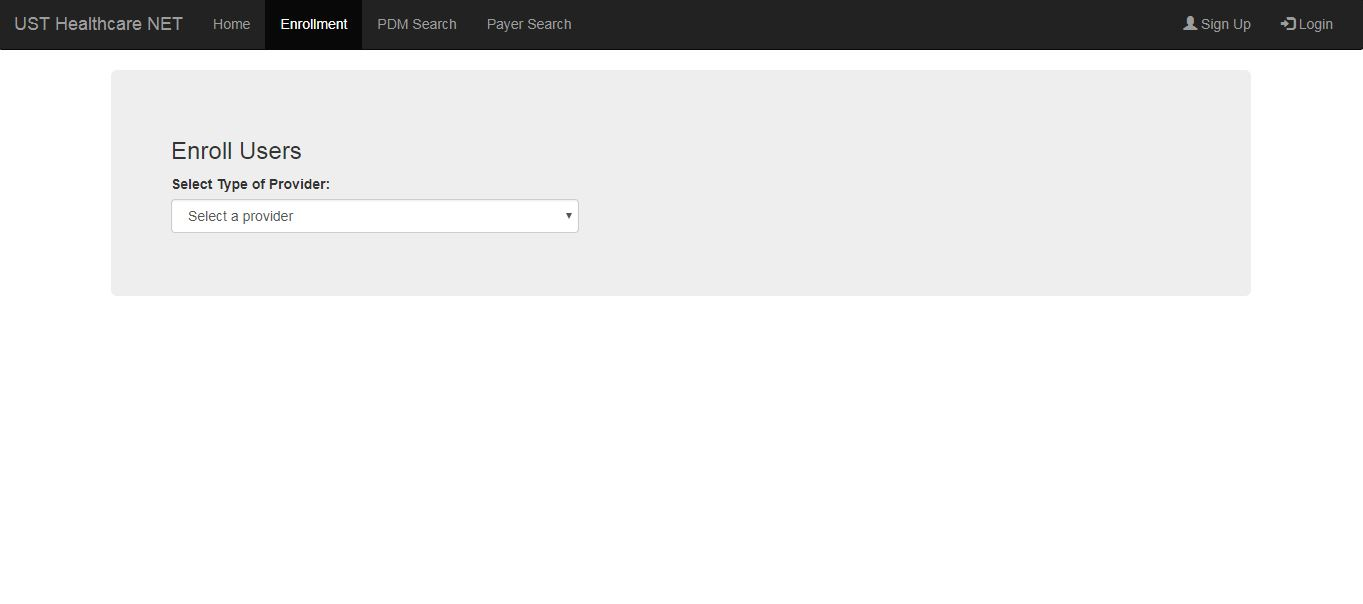 UST Healthcare NET Home Enrollment PDM Search Payer Search Sign Up Login
Enroll Users
Select Type of Provider:
Select a provider